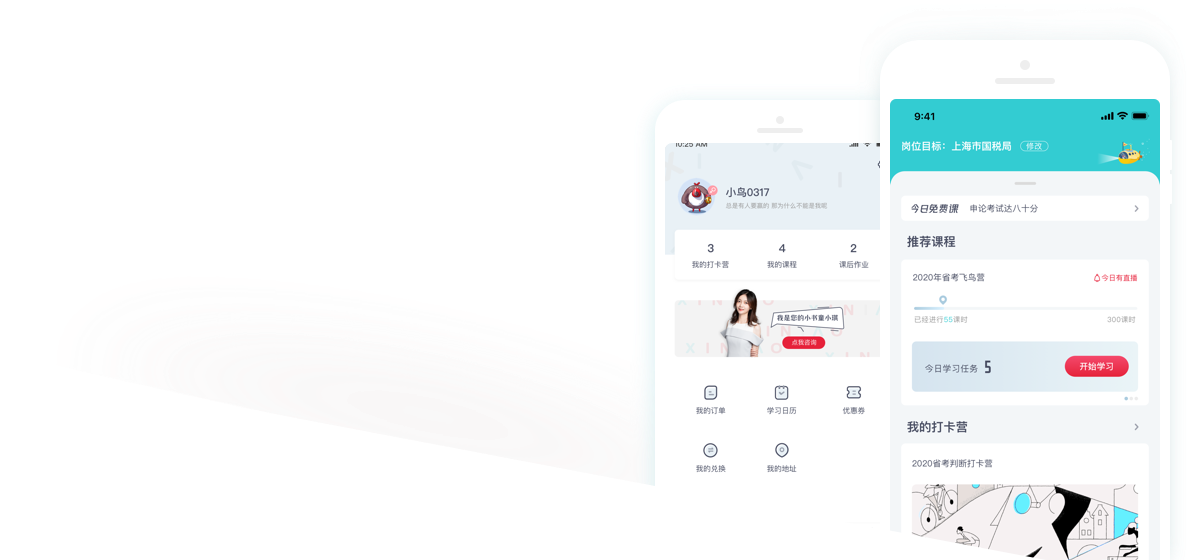 10:25 AM
小鸟0317
总是有人要赢的 那为什么不能是我呢
3
4
2
我的打卡营
我的课程
课后作业
我是您的小书童小琪
点我咨询
我的订单
学习日历
优惠券
我的兑换
我的地址
9:41
岗位目标：上海市国税局
修改
今日免费课
申论考试达八十分
推荐课程
2020年省考飞鸟营
今日有直播
已经进行55课时
300课时
今日学习任务 5
开始学习
我的打卡营
2020省考判断打卡营